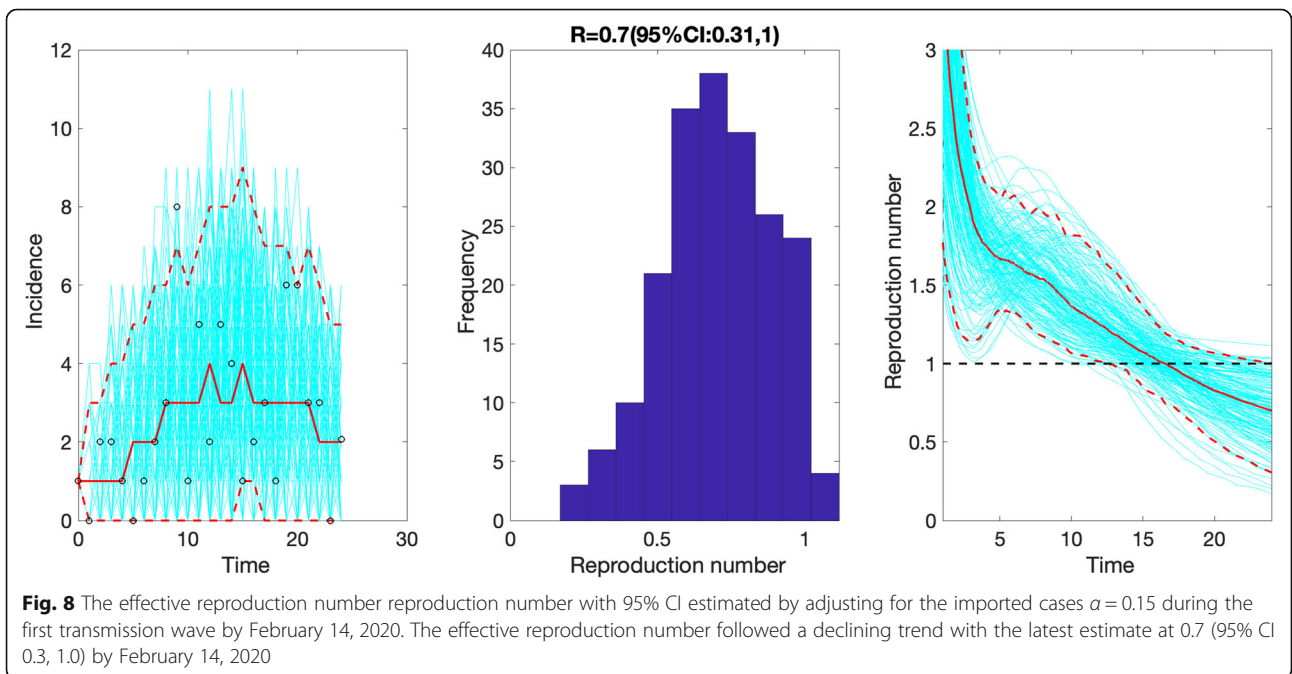 12
10
8
6
4
2
0
Incidence
0 10 20 30
Time
R=0.7(95%CI:0.31,1)
40
35
30
25
20
15
10
5
0
Frequency
0 0.5 1
Reproduction number
3
2.5
2
1.5
1
0.5
0
Reproduction number
5 10 15 20
Time
Fig. 8 The effective reproduction number reproduction number with 95% CI estimated by adjusting for the imported cases α = 0.15 during the
first transmission wave by February 14, 2020. The effective reproduction number followed a declining trend with the latest estimate at 0.7 (95% CI
0.3, 1.0) by February 14, 2020